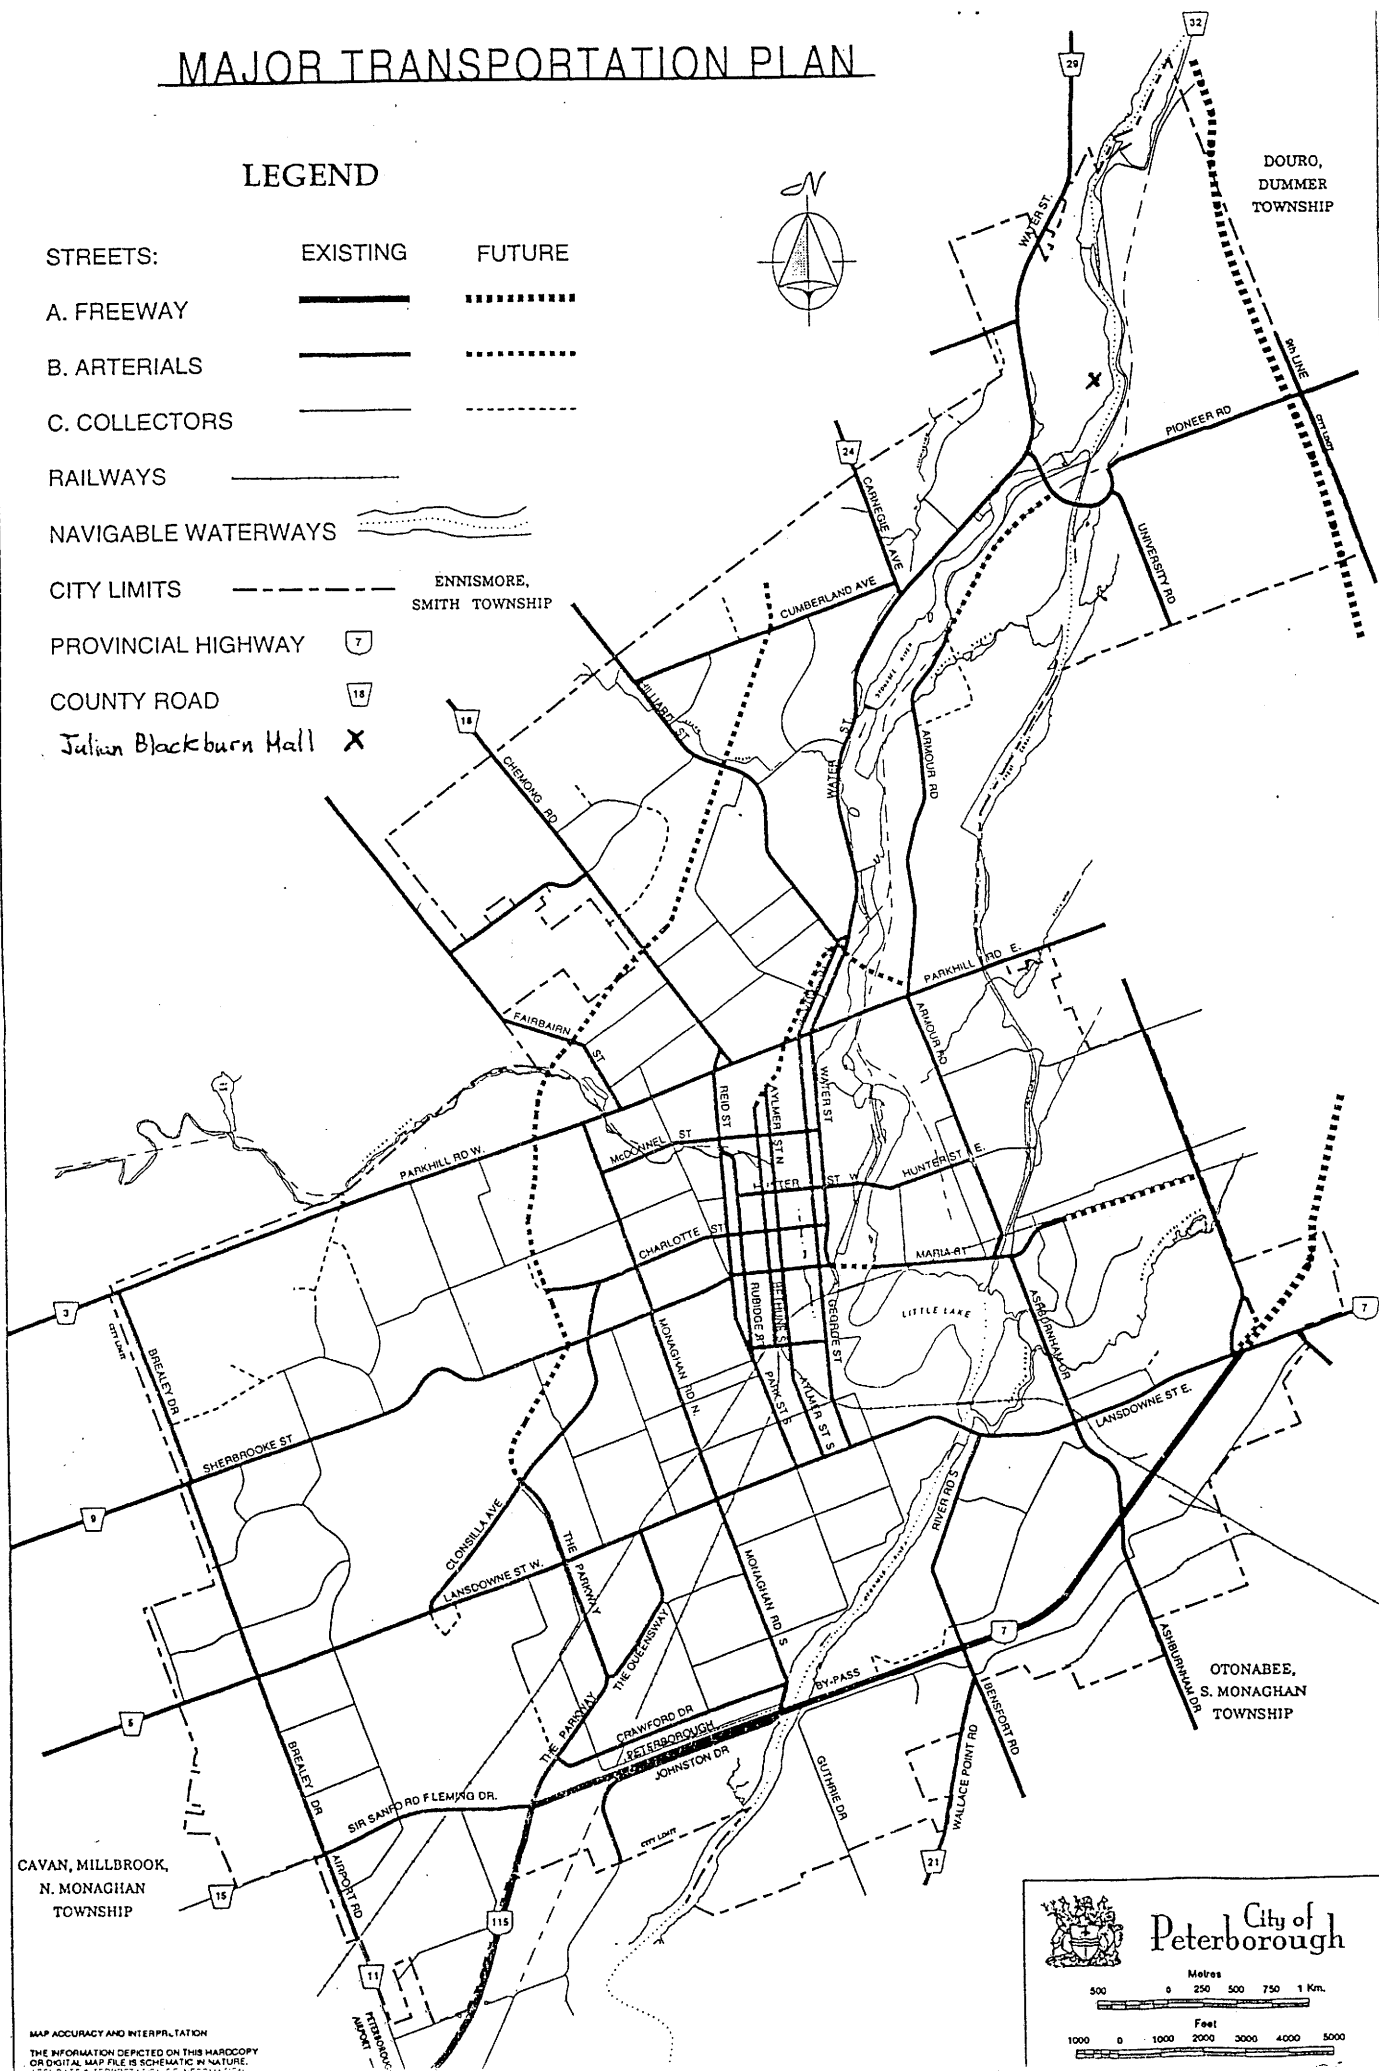 MAJOR TRANSPORTATION PLAN
LEGEND
STREETS: EXISTING FUTURE
A. FREEWAY
B. ARTERIALS
C. COLLECTORS
RAILWAYS
NAVIGABLE WATERWAYS
CITY LIMITS
PROVINCIAL HIGHWAY 7
COUNTY ROAD 18
Julian Blackburn Hall X
N
32
29
DOURO,
DUMMER
TOWNSHIP
WATER ST.
9th LINE
X
PIONEER RD
CITY LIMIT
24
CARNEGIE AVE
UNIVERSITY RD
ENNISMORE,
SMITH TOWNSHIP
CUMBERLAND AVE
HILLIARD ST
18
CHEMONG RD
WATER ST
ARMOUR RD
PARKHILL RD E.
FAIRBAIRN ST
ARMOUR RD
REID ST
AYLMER ST N
WATER ST
McDONNEL ST
PARKHILL RD W.
HUNTER ST W
HUNTER ST E.
CHARLOTTE ST
MARIA ST
3
CITY LIMIT
BREALEY DR
RUBIDGE ST
BETHUNE ST
GEORGE ST
LITTLE LAKE
ASHBURNHAM DR
7
MONAGHAN RD N.
PARK ST S
AYLMER ST S
LANSDOWNE ST E.
SHERBROOKE ST
9
CLONSILLA AVE
THE PARKWAY
RIVER RD S
LANSDOWNE ST W.
MONAGHAN RD S
THE QUEENSWAY
7
ASHBURNHAM DR
OTONABEE,
S. MONAGHAN
TOWNSHIP
5
BY-PASS
BENSFORT RD
CRAWFORD DR
PETERBOROUGH
THE PARKWAY
JOHNSTON DR
WALLACE POINT RD
GUTHRIE DR
BREALEY DR
SIR SANFORD FLEMING DR.
CITY LIMIT
21
CAVAN, MILLBROOK,
N. MONAGHAN
TOWNSHIP
15
AIRPORT RD
115
11
PETERBOROUGH
AIRPORT
City of
Peterborough
Metres
500 0 250 500 750 1 Km.
Feet
1000 0 1000 2000 3000 4000 5000
MAP ACCURACY AND INTERPRETATION
THE INFORMATION DEPICTED ON THIS HARDCOPY
OR DIGITAL MAP FILE IS SCHEMATIC IN NATURE.